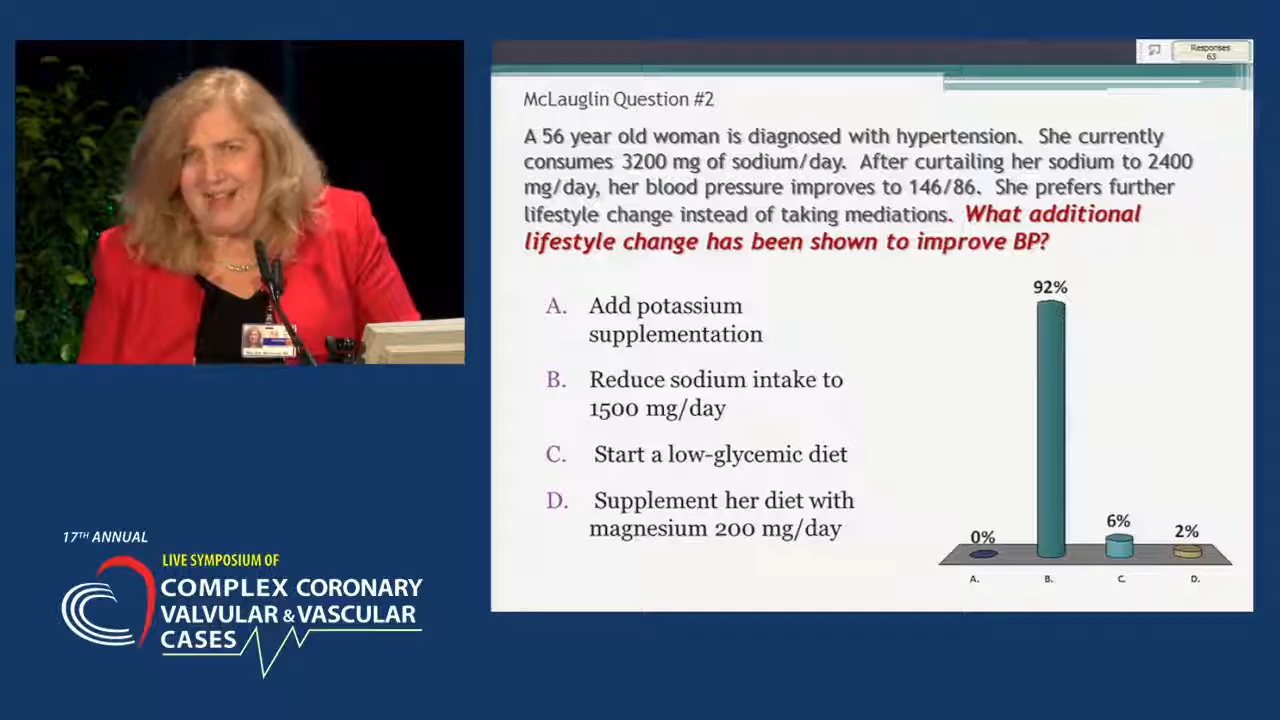 Responses
63
McLauglin Question #2
A 56 year old woman is diagnosed with hypertension. She currently
consumes 3200 mg of sodium/day. After curtailing her sodium to 2400
mg/day, her blood pressure improves to 146/86. She prefers further
lifestyle change instead of taking mediations. What additional
lifestyle change has been shown to improve BP?
A. Add potassium
supplementation
B. Reduce sodium intake to
1500 mg/day
C. Start a low-glycemic diet
D. Supplement her diet with
magnesium 200 mg/day
92%
0%
6%
2%
A.
B.
C.
D.
17TH ANNUAL
LIVE SYMPOSIUM OF
COMPLEX CORONARY
VALVULAR & VASCULAR
CASES